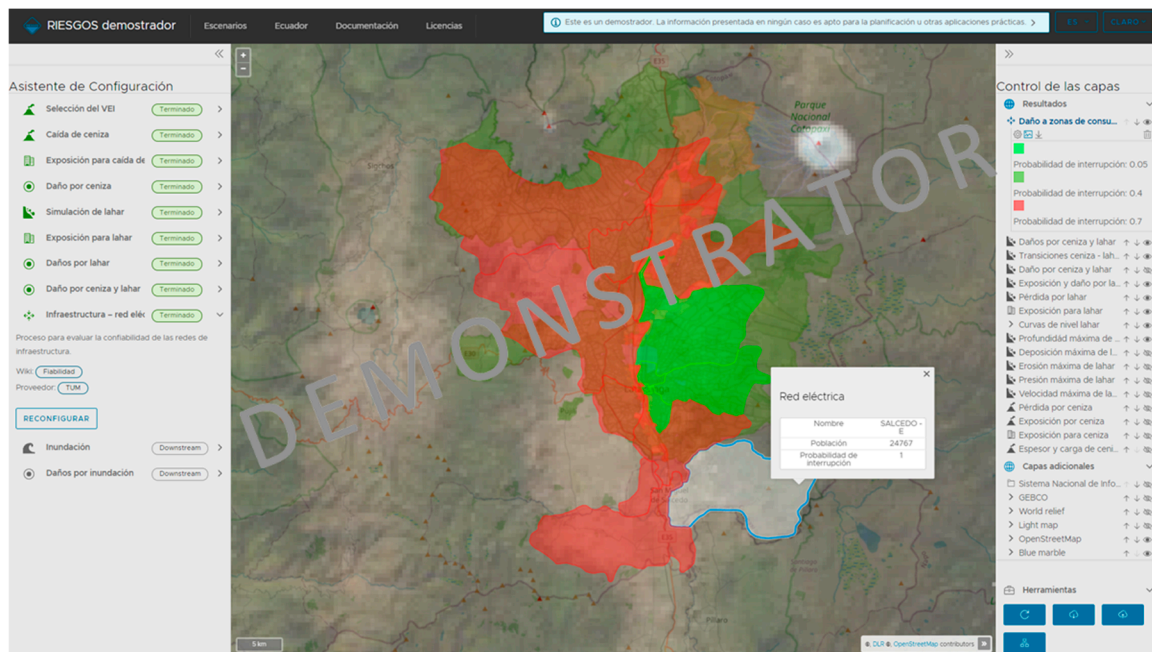 RIESGOS demostrador
Escenarios
Ecuador
Documentación
Licencias
Este es un demostrador. La información presentada en ningún caso es apto para la planificación u otras aplicaciones prácticas.
ES
CLARO
Asistente de Configuración
Selección del VEI Terminado
Caída de ceniza Terminado
Exposición para caída de Terminado
Daño por ceniza Terminado
Simulación de lahar Terminado
Exposición para lahar Terminado
Daños por lahar Terminado
Daño por ceniza y lahar Terminado
Infraestructura – red eléc Terminado
Proceso para evaluar la confiabilidad de las redes de
infraestructura.
Wiki: Fiabilidad
Proveedor: TUM
RECONFIGURAR
Inundación Downstream
Daños por inundación Downstream
+
-
Parque
Nacional
Cotopaxi
E35
DEMONSTRATOR
Red eléctrica
Nombre SALCEDO -
E
Población 24767
Probabilidad de
interrupción 1
E35
Píllaro
5 km
©, DLR ©, OpenStreetMap contributors
Control de las capas
Resultados
Daño a zonas de consu...
Probabilidad de interrupción: 0.05
Probabilidad de interrupción: 0.4
Probabilidad de interrupción: 0.7
Daños por ceniza y lahar
Transiciones ceniza - lah...
Daño por ceniza y lahar
Exposición y daño por la...
Pérdida por lahar
Exposición para lahar
Curvas de nivel lahar
Profundidád máxima de ...
Deposición máxima de l...
Erosión máxima de lahar
Presión máxima de lahar
Velocidad máxima de la...
Pérdida por ceniza
Exposición por ceniza
Exposición para ceniza
Espesor y carga de ceni...
Capas adicionales
Sistema Nacional de Info...
GEBCO
World relief
Light map
OpenStreetMap
Blue marble
Herramientas